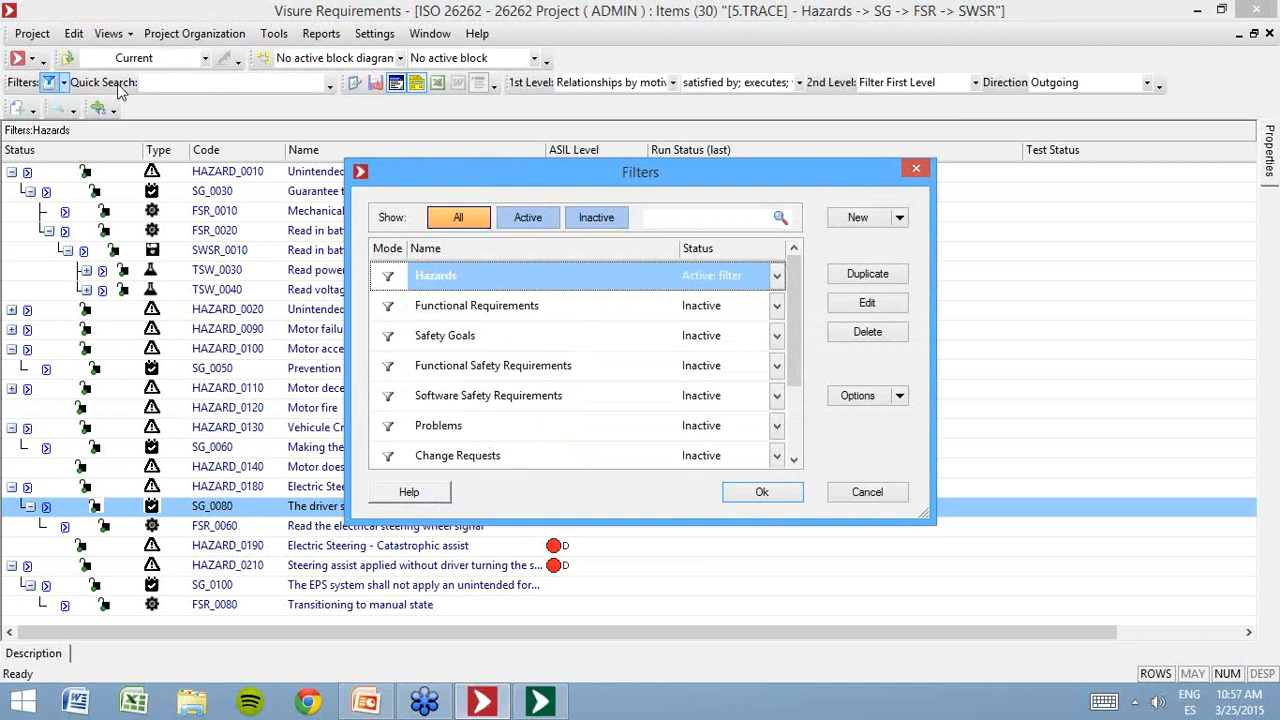 Visure Requirements - [ISO 26262 - 26262 Project ( ADMIN ) : Items (31) "[5.TRACE] - Hazards -> SG -> FSR -> SWSR"]
Project Edit Views Project Organization Tools Reports Settings Window Help
Current No active block diagram No active block
Filters: Quick Search: 1st Level: Relationships by motiv satisfied by; executes; 2nd Level: Filter First Level Direction Outgoing
Filters:Hazards
Status Type Code Name ASIL Level Run Status (last) Test Status
Properties
HAZARD_0010 Unintended
SG_0030 Guarantee t
FSR_0010 Mechanical
FSR_0020 Read in batt
SWSR_0010 Read in batt
TSW_0030 Read power
TSW_0040 Read voltag
HAZARD_0020 Unintended
HAZARD_0090 Motor failu
HAZARD_0100 Motor acce
SG_0050 Prevention
HAZARD_0110 Motor dece
HAZARD_0120 Motor fire
HAZARD_0130 Vehicule Cr
SG_0060 Making the
HAZARD_0140 Motor does
HAZARD_0180 Electric Stee
SG_0080 The driver s
FSR_0060 Read the electrical steering wheel signal
HAZARD_0190 Electric Steering - Catastrophic assist D
HAZARD_0210 Steering assist applied without driver turning the s... D
SG_0100 The EPS system shall not apply an unintended for...
FSR_0080 Transitioning to manual state
Filters
Show: All Active Inactive New
Mode Name Status
Hazards Active: filter Duplicate
Functional Requirements Inactive Edit
Safety Goals Inactive Delete
Functional Safety Requirements Inactive
Software Safety Requirements Inactive Options
Problems Inactive
Change Requests Inactive
Help Ok Cancel
Description
Ready ROWS MAY NUM DESP
ENG 10:57 AM
ES 3/25/2015